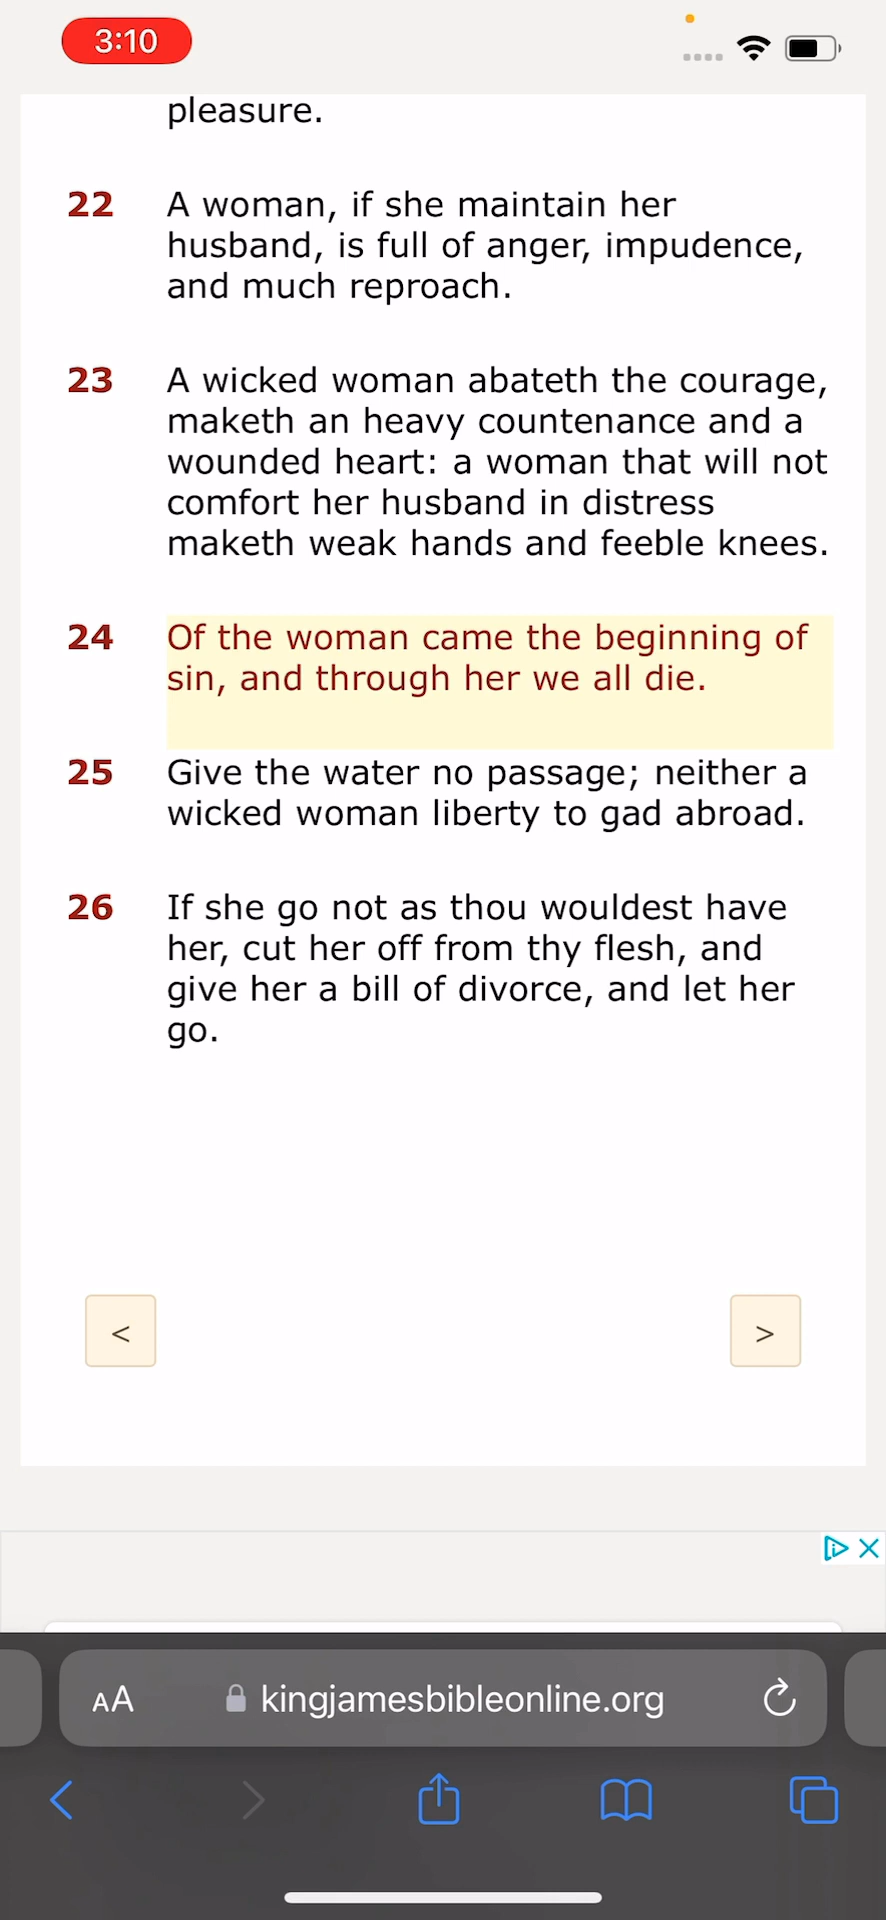 3:10
pleasure.
22 A woman, if she maintain her
husband, is full of anger, impudence,
and much reproach.
23 A wicked woman abateth the courage,
maketh an heavy countenance and a
wounded heart: a woman that will not
comfort her husband in distress
maketh weak hands and feeble knees.
24 Of the woman came the beginning of
sin, and through her we all die.
25 Give the water no passage; neither a
wicked woman liberty to gad abroad.
26 If she go not as thou wouldest have
her, cut her off from thy flesh, and
give her a bill of divorce, and let her
go.
< >
AA kingjamesbibleonline.org